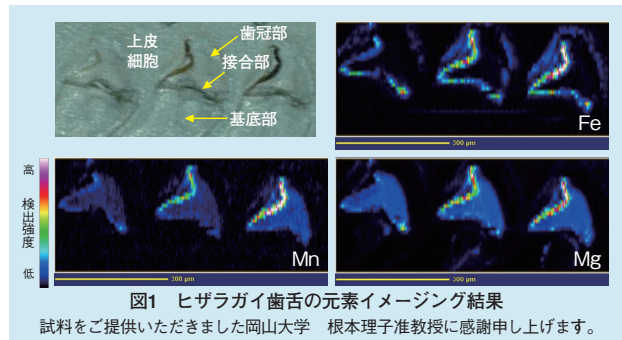 上皮
細胞
歯冠部
接合部
基底部
Fe
300 μm
高
検出強度
低
Mn
300 μm
Mg
300 μm
図1 ヒザラガイ歯舌の元素イメージング結果
試料をご提供いただきました岡山大学 根本理子准教授に感謝申し上げます。